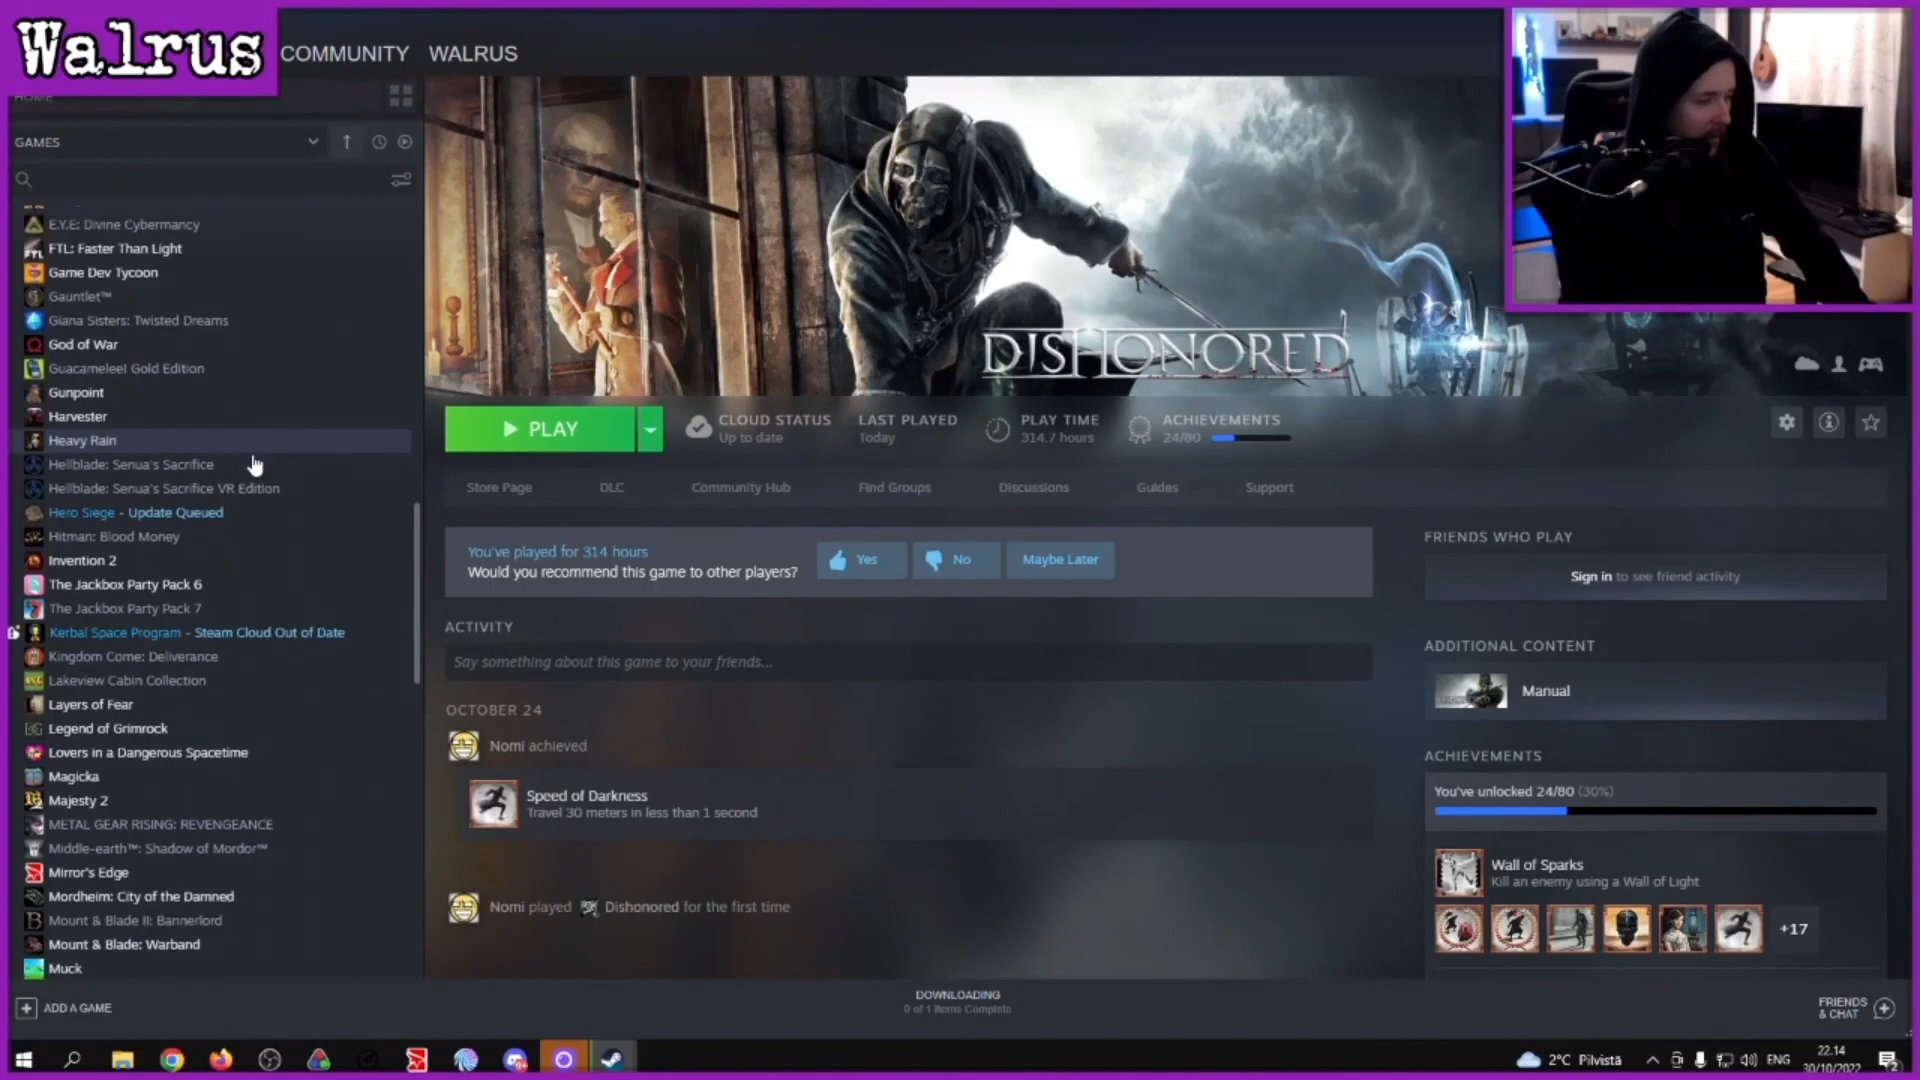 Walrus
COMMUNITY WALRUS
HOME
GAMES
E.Y.E: Divine Cybermancy
FTL: Faster Than Light
Game Dev Tycoon
Gauntlet™
Giana Sisters: Twisted Dreams
God of War
Guacamelee! Gold Edition
Gunpoint
Harvester
Heavy Rain
Hellblade: Senua's Sacrifice
Hellblade: Senua's Sacrifice VR Edition
Hero Siege - Update Queued
Hitman: Blood Money
Invention 2
The Jackbox Party Pack 6
The Jackbox Party Pack 7
Kerbal Space Program - Steam Cloud Out of Date
Kingdom Come: Deliverance
Lakeview Cabin Collection
Layers of Fear
Legend of Grimrock
Lovers in a Dangerous Spacetime
Magicka
Majesty 2
METAL GEAR RISING: REVENGEANCE
Middle-earth™: Shadow of Mordor™
Mirror's Edge
Mordheim: City of the Damned
Mount & Blade II: Bannerlord
Mount & Blade: Warband
Muck
ADD A GAME
DISHONORED
PLAY
CLOUD STATUS
Up to date
LAST PLAYED
Today
PLAY TIME
314.7 hours
ACHIEVEMENTS
24/80
Store Page DLC Community Hub Find Groups Discussions Guides Support
You've played for 314 hours
Would you recommend this game to other players?
Yes No Maybe Later
ACTIVITY
Say something about this game to your friends...
OCTOBER 24
Nomi achieved
Speed of Darkness
Travel 30 meters in less than 1 second
Nomi played Dishonored for the first time
FRIENDS WHO PLAY
Sign in to see friend activity
ADDITIONAL CONTENT
Manual
ACHIEVEMENTS
You've unlocked 24/80 (30%)
Wall of Sparks
Kill an enemy using a Wall of Light
+17
DOWNLOADING
0 of 1 Items Complete
FRIENDS
& CHAT
2°C Pilvistä
ENG
22.14
30/10/2022